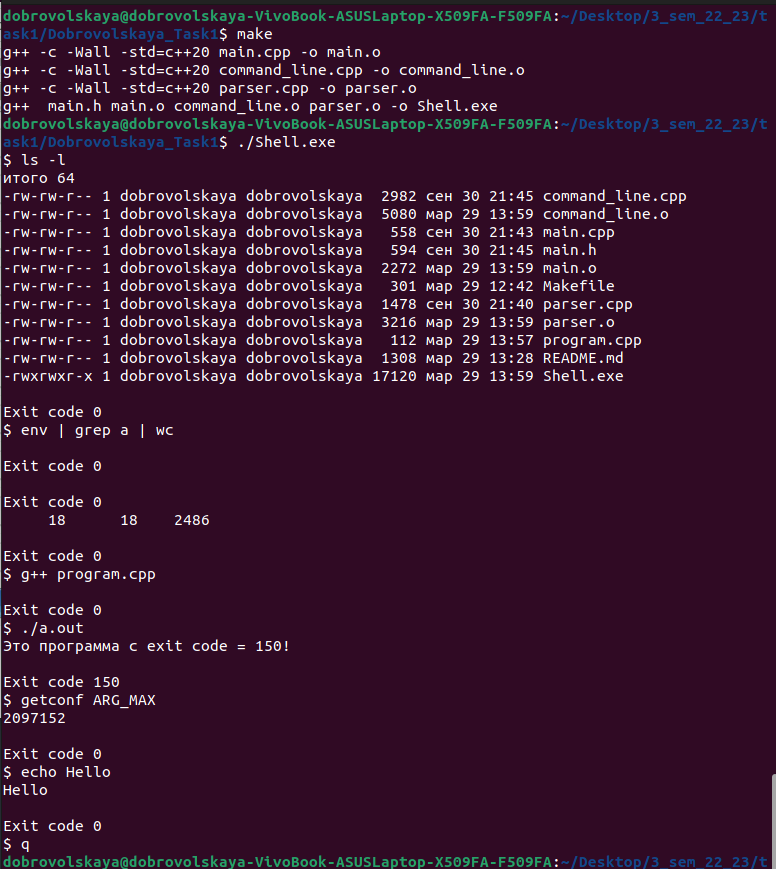 dobrovolskaya@dobrovolskaya-VivoBook-ASUSLaptop-X509FA-F509FA:~/Desktop/3_sem_22_23/t
ask1/Dobrovolskaya_Task1$ make
g++ -c -Wall -std=c++20 main.cpp -o main.o
g++ -c -Wall -std=c++20 command_line.cpp -o command_line.o
g++ -c -Wall -std=c++20 parser.cpp -o parser.o
g++  main.h main.o command_line.o parser.o -o Shell.exe
dobrovolskaya@dobrovolskaya-VivoBook-ASUSLaptop-X509FA-F509FA:~/Desktop/3_sem_22_23/t
ask1/Dobrovolskaya_Task1$ ./Shell.exe
$ ls -l
итого 64
-rw-rw-r-- 1 dobrovolskaya dobrovolskaya  2982 сен 30 21:45 command_line.cpp
-rw-rw-r-- 1 dobrovolskaya dobrovolskaya  5080 мар 29 13:59 command_line.o
-rw-rw-r-- 1 dobrovolskaya dobrovolskaya   558 сен 30 21:43 main.cpp
-rw-rw-r-- 1 dobrovolskaya dobrovolskaya   594 сен 30 21:45 main.h
-rw-rw-r-- 1 dobrovolskaya dobrovolskaya  2272 мар 29 13:59 main.o
-rw-rw-r-- 1 dobrovolskaya dobrovolskaya   301 мар 29 12:42 Makefile
-rw-rw-r-- 1 dobrovolskaya dobrovolskaya  1478 сен 30 21:40 parser.cpp
-rw-rw-r-- 1 dobrovolskaya dobrovolskaya  3216 мар 29 13:59 parser.o
-rw-rw-r-- 1 dobrovolskaya dobrovolskaya   112 мар 29 13:57 program.cpp
-rw-rw-r-- 1 dobrovolskaya dobrovolskaya  1308 мар 29 13:28 README.md
-rwxrwxr-x 1 dobrovolskaya dobrovolskaya 17120 мар 29 13:59 Shell.exe
Exit code 0
$ env | grep a | wc
Exit code 0
Exit code 0
     18      18    2486
Exit code 0
$ g++ program.cpp
Exit code 0
$ ./a.out
Это программа с exit code = 150!
Exit code 150
$ getconf ARG_MAX
2097152
Exit code 0
$ echo Hello
Hello
Exit code 0
$ q
dobrovolskaya@dobrovolskaya-VivoBook-ASUSLaptop-X509FA-F509FA:~/Desktop/3_sem_22_23/t